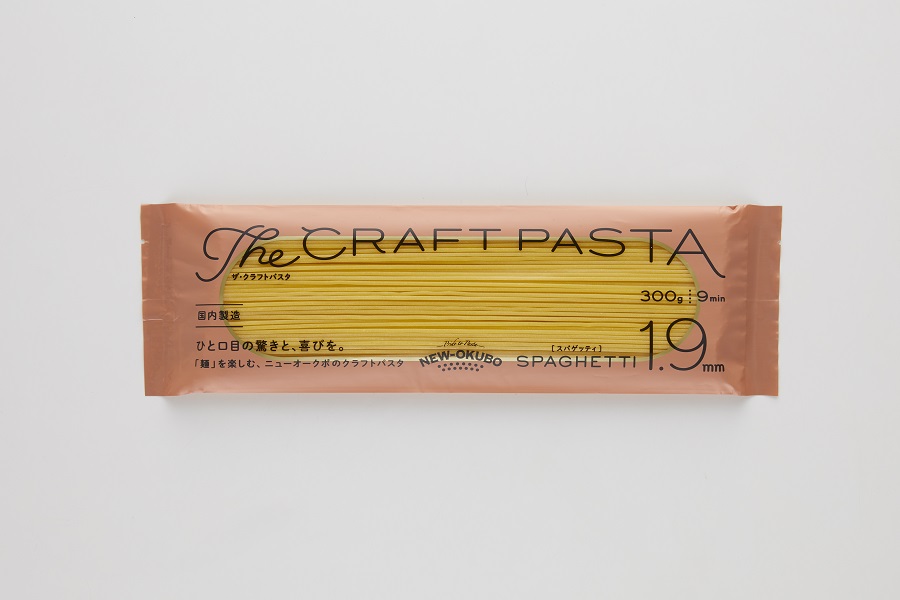 The CRAFT PASTA
ザ・クラフトパスタ
300g 9min
国内製造
ひと口目の驚きと、喜びを。
「麺」を楽しむ、ニューオークボのクラフトパスタ
Pride of Pasta
NEW-OKUBO
[スパゲッティ]
SPAGHETTI 1.9mm